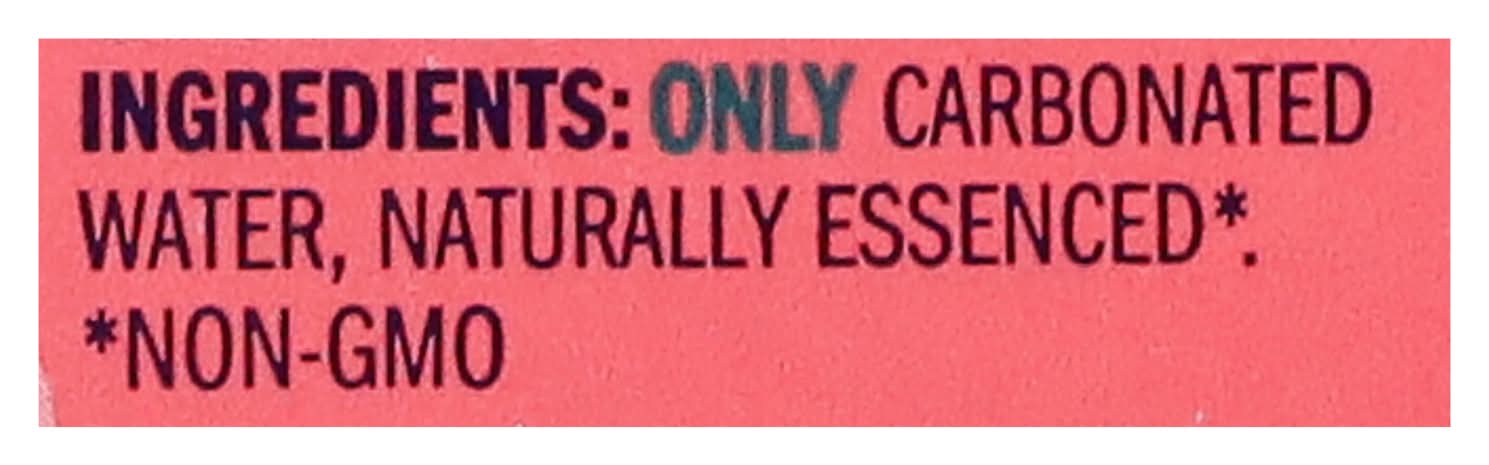 INGREDIENTS: ONLY CARBONATED
WATER, NATURALLY ESSENCED*.
*NON-GMO